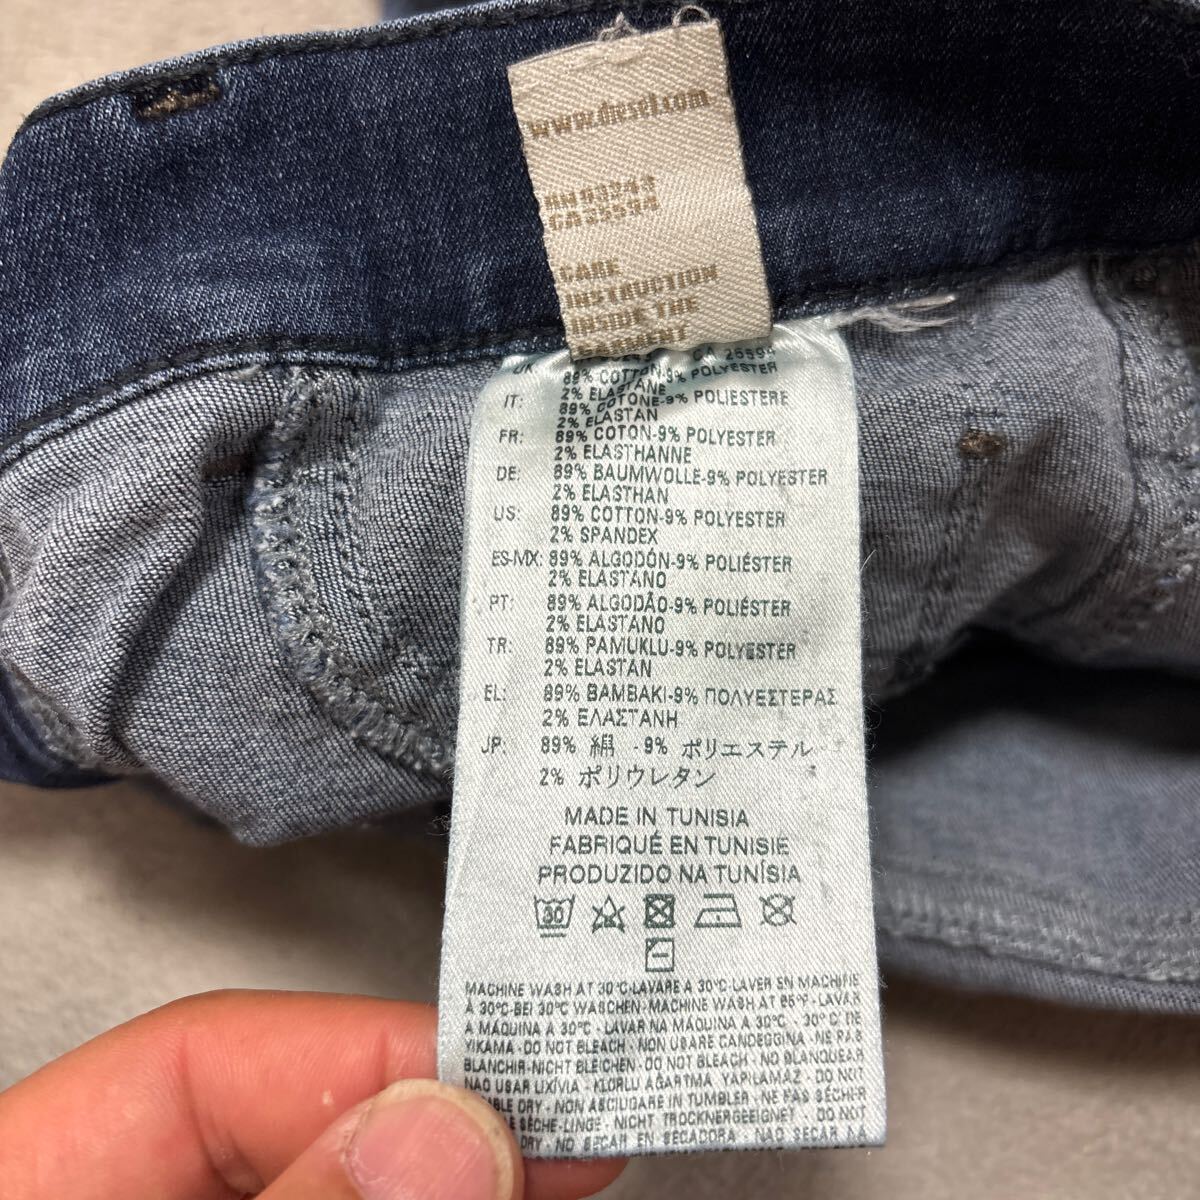 www.diesel.com
RN 93243
CA 25594
CARE
INSTRUCTION
INSIDE THE
GARMENT
CA 25594
UK: 89% COTTON-9% POLYESTER
2% ELASTANE
IT: 89% COTONE-9% POLIESTERE
2% ELASTAN
FR: 89% COTON-9% POLYESTER
2% ELASTHANNE
DE: 89% BAUMWOLLE-9% POLYESTER
2% ELASTHAN
US: 89% COTTON-9% POLYESTER
2% SPANDEX
ES-MX: 89% ALGODÓN-9% POLIÉSTER
2% ELASTANO
PT: 89% ALGODÃO-9% POLIÉSTER
2% ELASTANO
TR: 89% PAMUKLU-9% POLYESTER
2% ELASTAN
EL: 89% ΒΑΜΒΑΚΙ-9% ΠΟΛΥΕΣΤΕΡΑΣ
2% ΕΛΑΣΤΑΝΗ
JP: 89% 綿 -9% ポリエステル
2% ポリウレタン
MADE IN TUNISIA
FABRIQUÉ EN TUNISIE
PRODUZIDO NA TUNÍSIA
30
MACHINE WASH AT 30°C-LAVARE A 30°C-LAVER EN MACHINE
À 30°C-BEI 30°C WASCHEN-MACHINE WASH AT 85°F-LAVAR
A MÁQUINA A 30°C - LAVAR NA MÁQUINA A 30°C - 30°C' DE
YIKAMA - DO NOT BLEACH - NON USARE CANDEGGINA - NE PAS
BLANCHIR-NICHT BLEICHEN - DO NOT BLEACH - NO BLANQUEAR
NAO USAR LIXÍVIA - KLORLU AĞARTMA YAPILAMAZ - DO NOT
DRY - NON ASCIUGARE IN TUMBLER - NE PAS SÉCHER
SÈCHE-LINGE - NICHT TROCKNERGEEIGNET - DO NOT
DRY - NO SECAR EN SECADORA - NAO SECAR NA